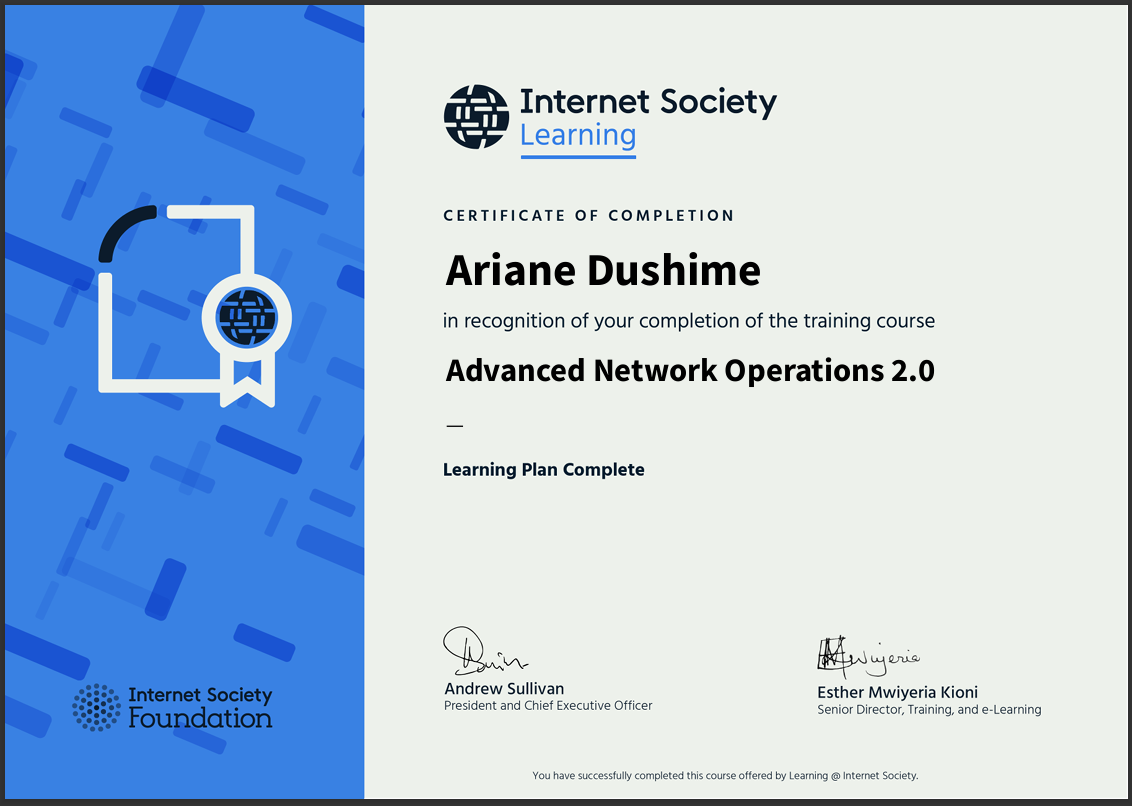 Internet Society
Learning
CERTIFICATE OF COMPLETION
Ariane Dushime
in recognition of your completion of the training course
Advanced Network Operations 2.0
—
Learning Plan Complete
Andrew Sullivan
President and Chief Executive Officer
Esther Mwiyeria Kioni
Senior Director, Training, and e-Learning
Internet Society
Foundation
You have successfully completed this course offered by Learning @ Internet Society.